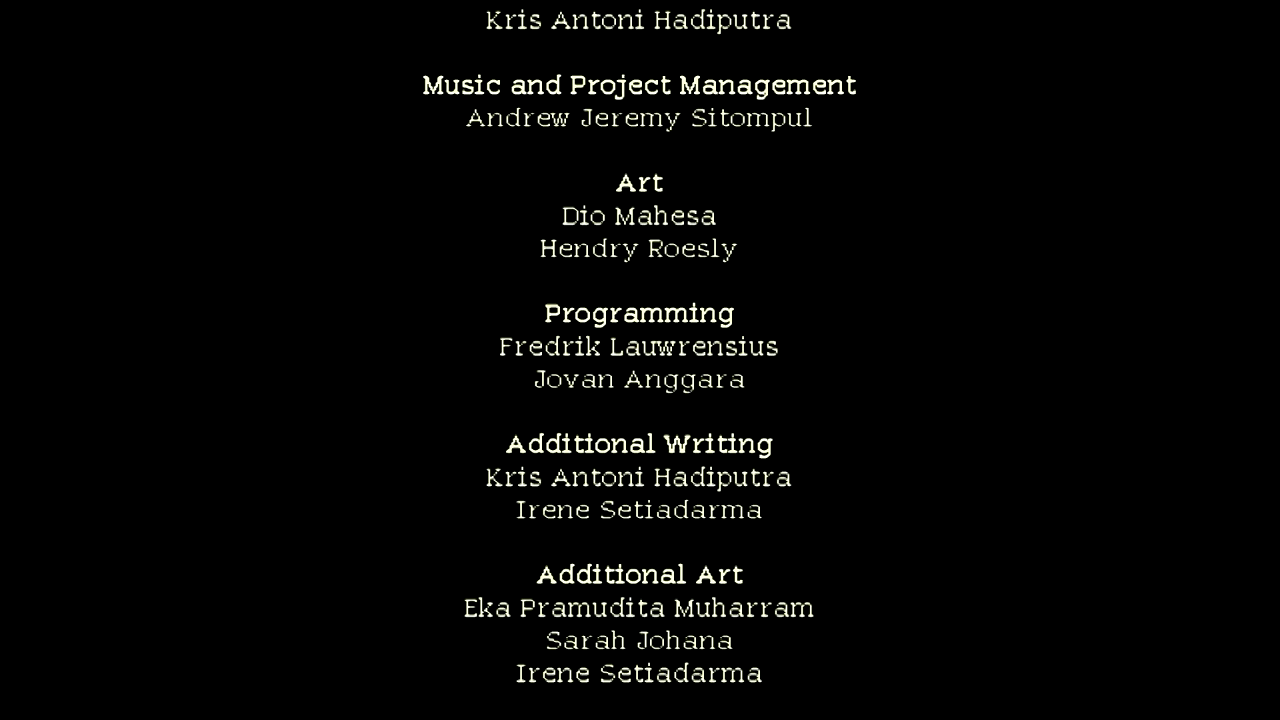 Kris Antoni Hadiputra
Music and Project Management
Andrew Jeremy Sitompul
Art
Dio Mahesa
Hendry Roesly
Programming
Fredrik Lauwrensius
Jovan Anggara
Additional Writing
Kris Antoni Hadiputra
Irene Setiadarma
Additional Art
Eka Pramudita Muharram
Sarah Johana
Irene Setiadarma